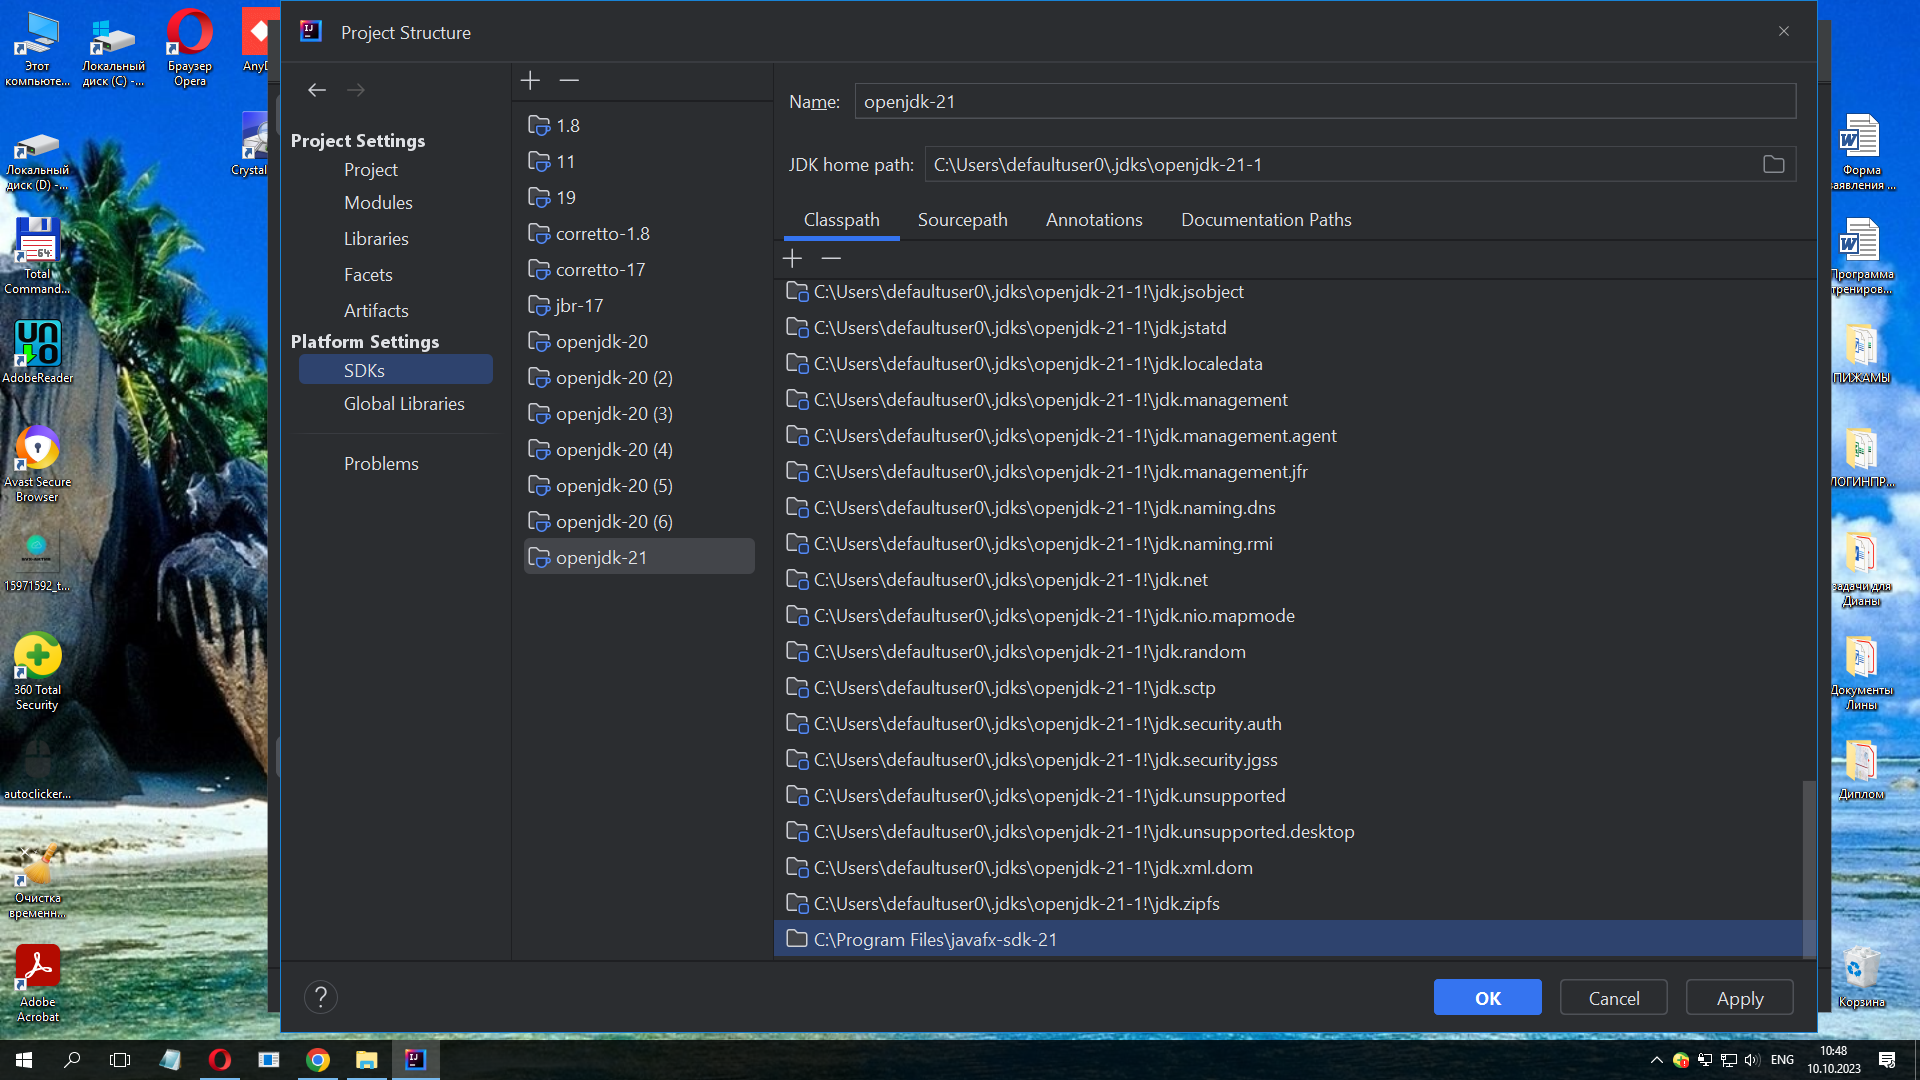 Этот
компьюте...
Локальный
диск (C) -...
Браузер
Opera
AnyD
Локальный
диск (D) -...
Crystal
Total
Command...
64
UN
AdobeReader
Avast Secure
Browser
15971592_t...
360 Total
Security
autoclicker...
Очистка
временн...
Adobe
Acrobat
IJ
Project Structure
Project Settings
Project
Modules
Libraries
Facets
Artifacts
Platform Settings
SDKs
Global Libraries
Problems
1.8
11
19
corretto-1.8
corretto-17
jbr-17
openjdk-20
openjdk-20 (2)
openjdk-20 (3)
openjdk-20 (4)
openjdk-20 (5)
openjdk-20 (6)
openjdk-21
Name: openjdk-21
JDK home path: C:\Users\defaultuser0\.jdks\openjdk-21-1
Classpath Sourcepath Annotations Documentation Paths
C:\Users\defaultuser0\.jdks\openjdk-21-1!\jdk.jsobject
C:\Users\defaultuser0\.jdks\openjdk-21-1!\jdk.jstatd
C:\Users\defaultuser0\.jdks\openjdk-21-1!\jdk.localedata
C:\Users\defaultuser0\.jdks\openjdk-21-1!\jdk.management
C:\Users\defaultuser0\.jdks\openjdk-21-1!\jdk.management.agent
C:\Users\defaultuser0\.jdks\openjdk-21-1!\jdk.management.jfr
C:\Users\defaultuser0\.jdks\openjdk-21-1!\jdk.naming.dns
C:\Users\defaultuser0\.jdks\openjdk-21-1!\jdk.naming.rmi
C:\Users\defaultuser0\.jdks\openjdk-21-1!\jdk.net
C:\Users\defaultuser0\.jdks\openjdk-21-1!\jdk.nio.mapmode
C:\Users\defaultuser0\.jdks\openjdk-21-1!\jdk.random
C:\Users\defaultuser0\.jdks\openjdk-21-1!\jdk.sctp
C:\Users\defaultuser0\.jdks\openjdk-21-1!\jdk.security.auth
C:\Users\defaultuser0\.jdks\openjdk-21-1!\jdk.security.jgss
C:\Users\defaultuser0\.jdks\openjdk-21-1!\jdk.unsupported
C:\Users\defaultuser0\.jdks\openjdk-21-1!\jdk.unsupported.desktop
C:\Users\defaultuser0\.jdks\openjdk-21-1!\jdk.xml.dom
C:\Users\defaultuser0\.jdks\openjdk-21-1!\jdk.zipfs
C:\Program Files\javafx-sdk-21
?
OK Cancel Apply
Форма
заявления ...
Программа
тренировː...
ПИЖАМЫ
ЛОГИНПР...
задачи для
Дианы
Документы
Лины
Диплом
Корзина
ENG
10:48
10.10.2023